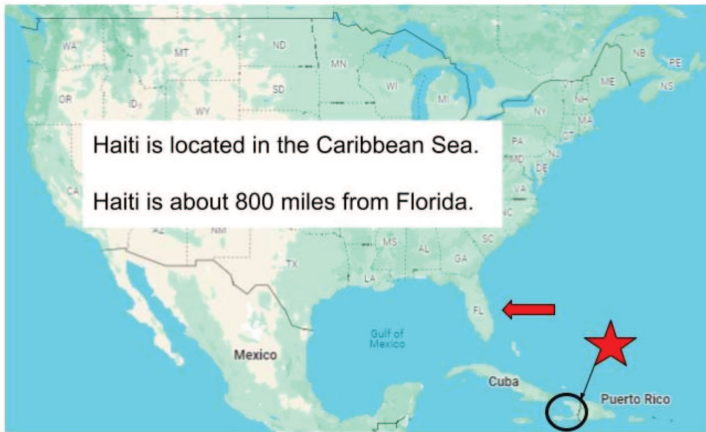 WA
MT
ND
MN
NB
PE
OR
ID
SD
WI
MI
VT
ME
NS
WY
NY
NH
MA
Haiti is located in the Caribbean Sea.
PA
CT
NJ
MD
DE
Haiti is about 800 miles from Florida.
CA
VA
NC
AZ
NM
MS
AL
SC
TX
LA
GA
FL
Gulf of
Mexico
Mexico
Cuba
Puerto Rico